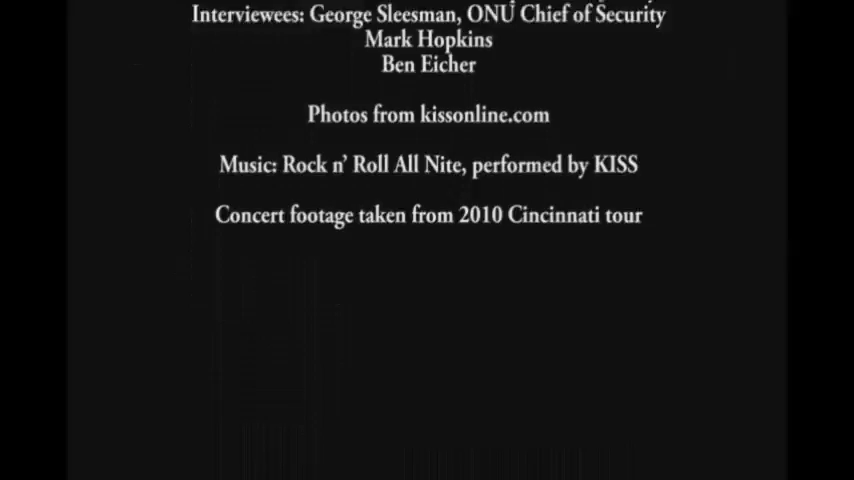 Interviewees: George Sleesman, ONU Chief of Security
Mark Hopkins
Ben Eicher
Photos from kissonline.com
Music: Rock n’ Roll All Nite, performed by KISS
Concert footage taken from 2010 Cincinnati tour